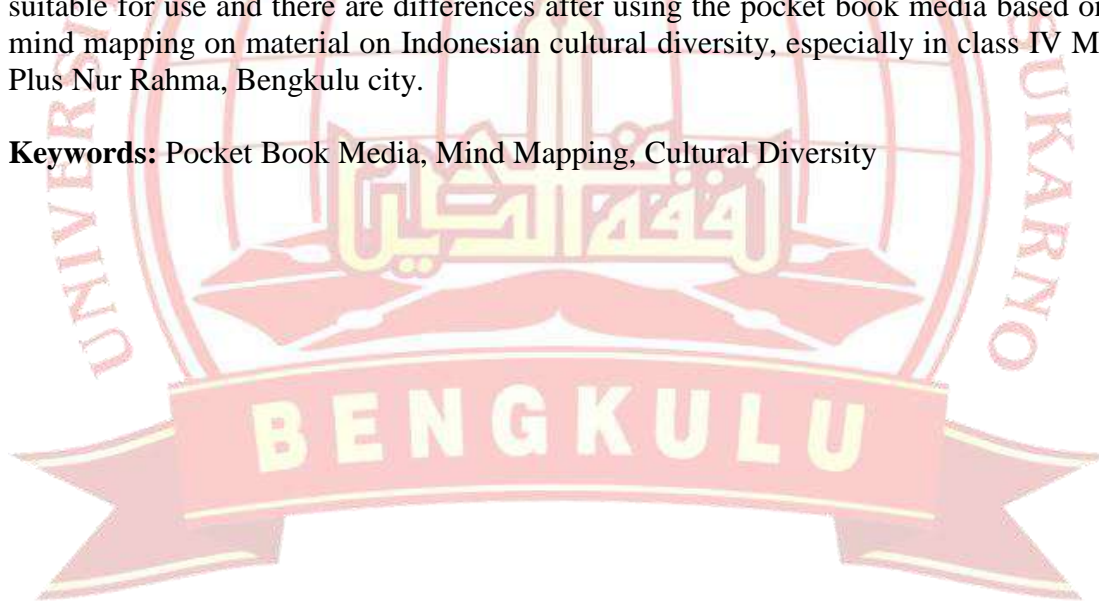 suitable for use and there are differences after using the pocket book media based on
mind mapping on material on Indonesian cultural diversity, especially in class IV M
Plus Nur Rahma, Bengkulu city.
Keywords: Pocket Book Media, Mind Mapping, Cultural Diversity
UNIVERSI
SUKARNO
BENGKULU